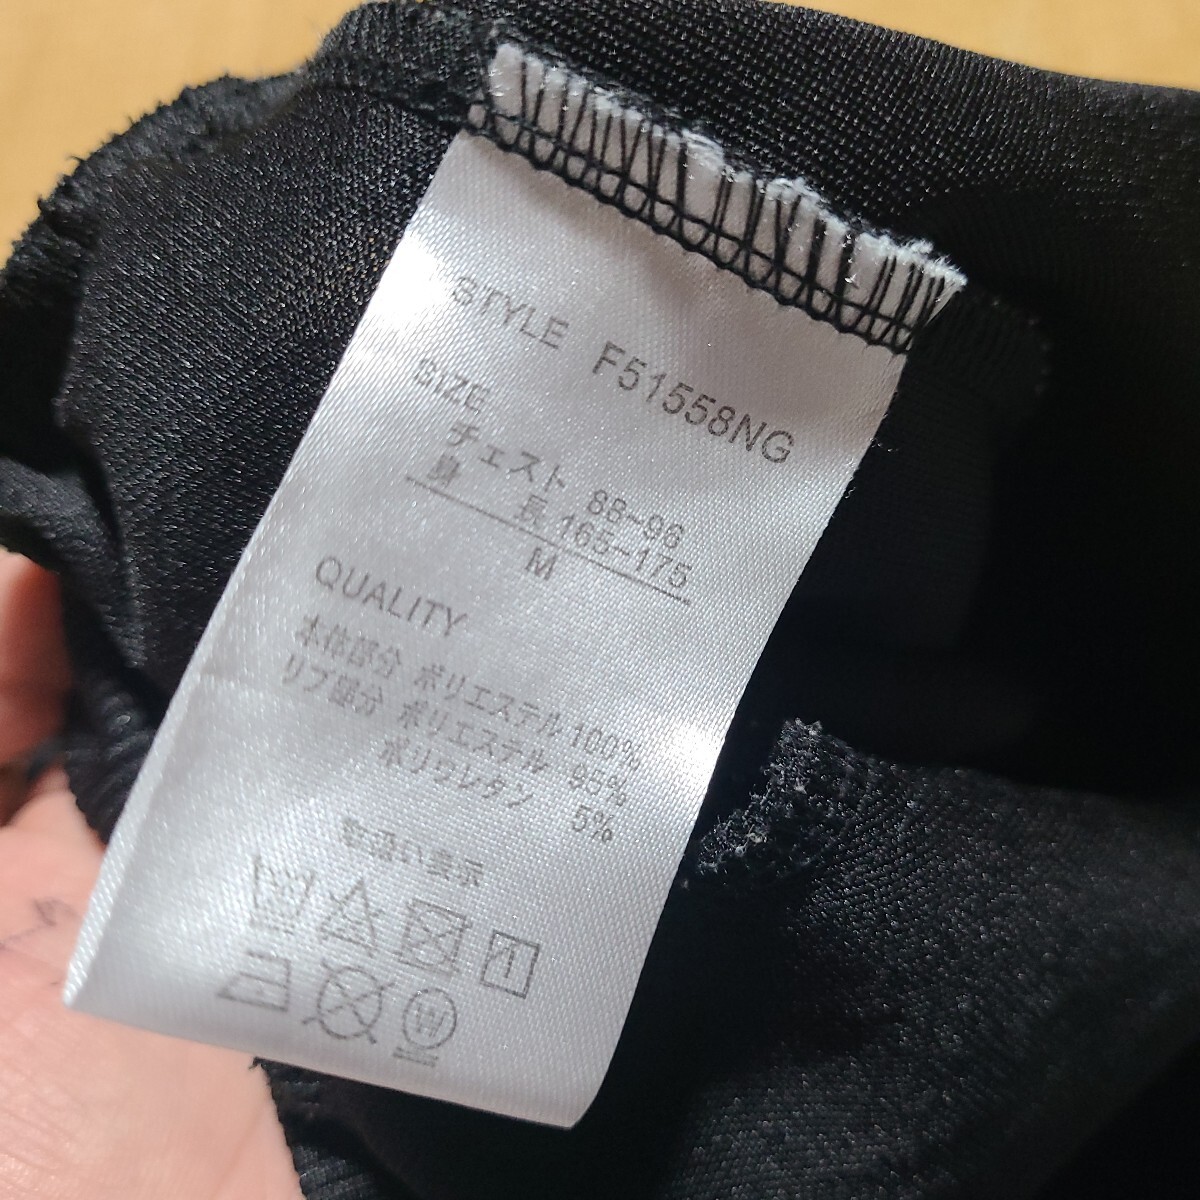 STYLE F51558NG
SIZE
チェスト 88-96
身 長 165-175
M
QUALITY
本体部分 ポリエステル 100%
リブ部分 ポリエステル 95%
ポリウレタン 5%
取扱い表示
W